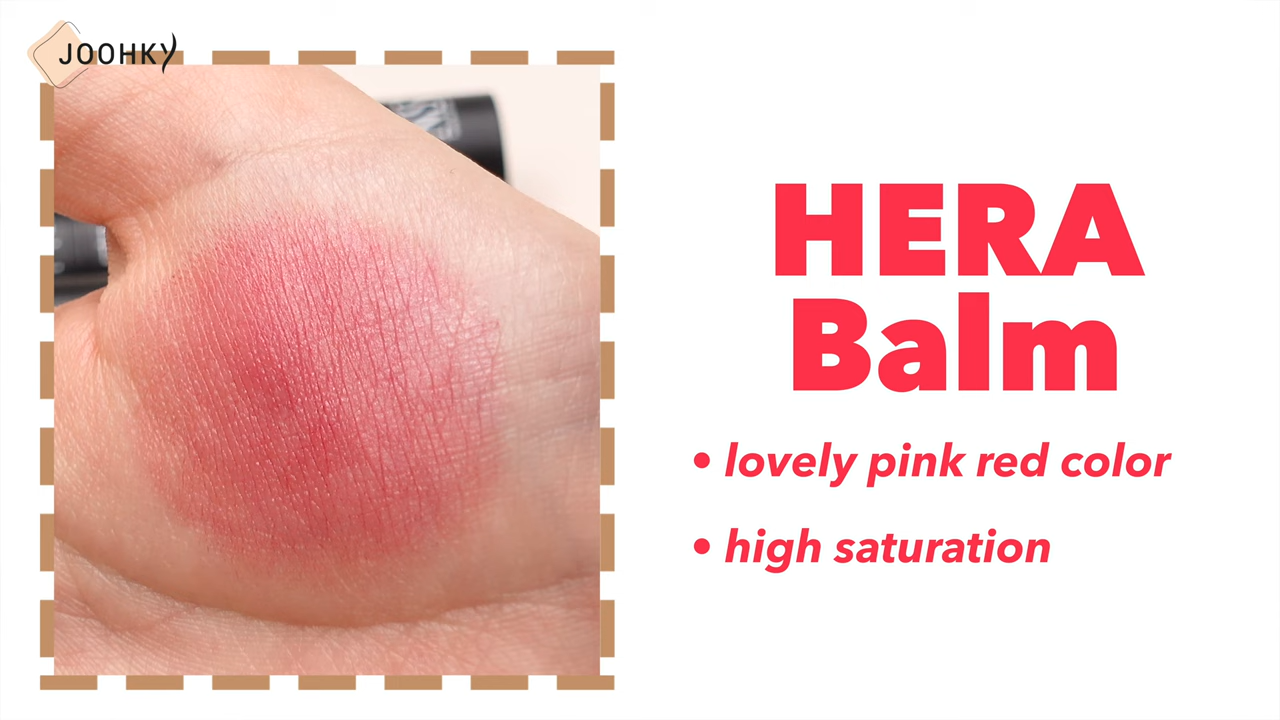 JOOHKY
HERA
Balm
• lovely pink red color
• high saturation